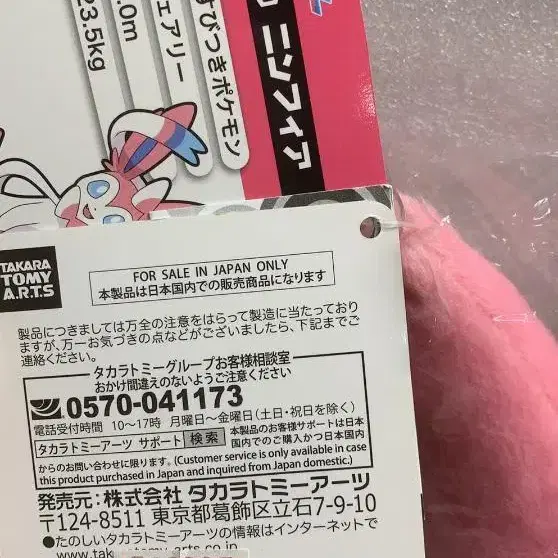 ニンフィア
すびつきポケモン
ェアリー
.0m
23.5kg
TAKARA
TOMY
A.R.T.S
FOR SALE IN JAPAN ONLY
本製品は日本国内での販売商品になります
製品につきましては万全の注意をはらって製造に当たっており
ますが、万一お気づきの点などがございましたら、下記までご
連絡ください。
タカラトミーグループお客様相談室
おかけ間違えのないようご注意ください
0570-041173
電話受付時間 10〜17時 月曜日〜金曜日(土日・祝日を除く)
タカラトミーアーツ サポート 検索
本製品のお客様サポートは日本
国内でのご購入かつ日本国内
からのお問い合わせに限ります。(Customer service is only available in case
purchased in Japan and inquired from Japan domestic.)
発売元:株式会社 タカラトミーアーツ
〒124-8511 東京都葛飾区立石7-9-10
●たのしいタカラトミーアーツの情報はインターネットで